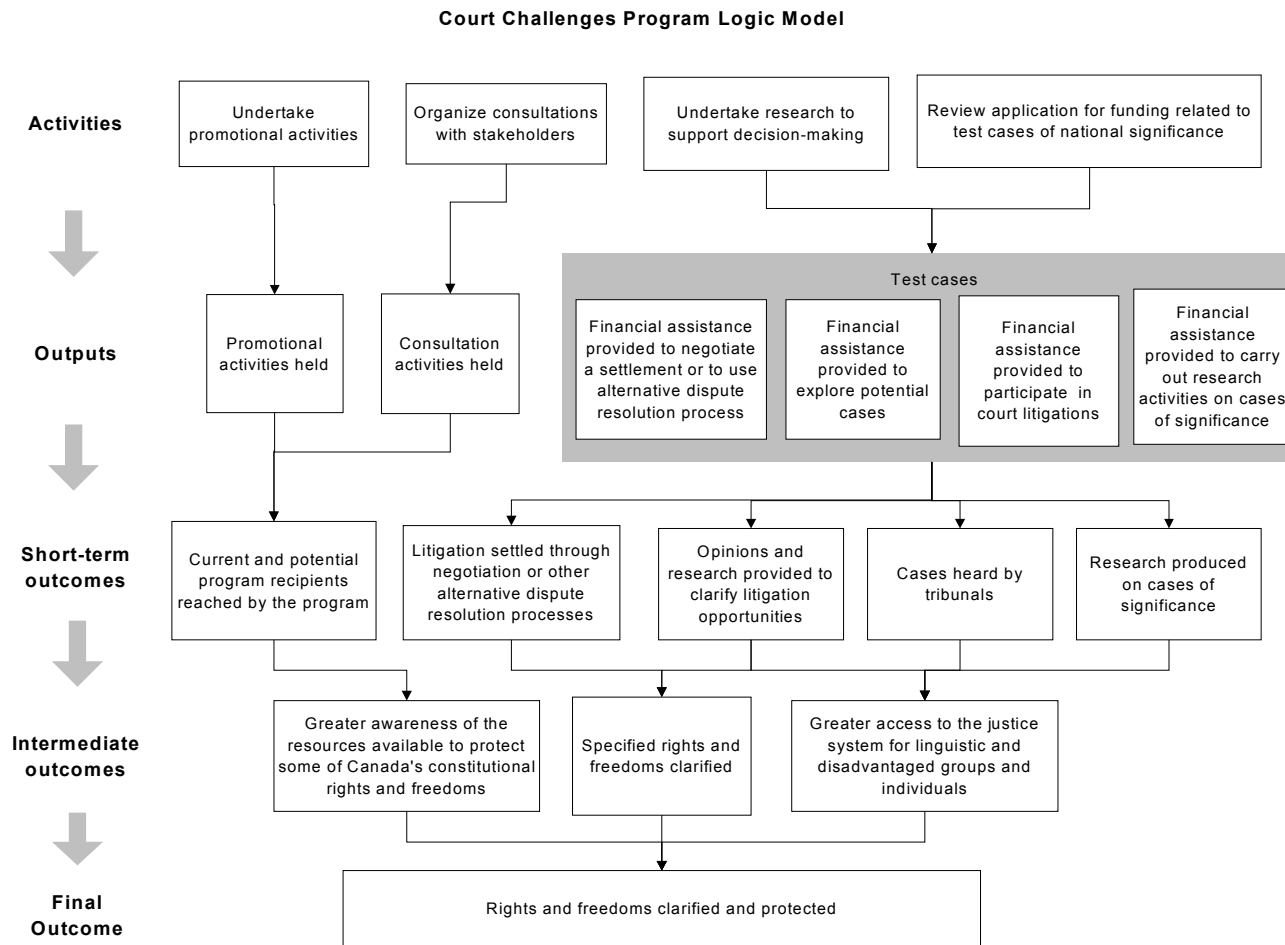 Court Challenges Program Logic Model
Activities
Undertake
promotional activities
Organize consultations
with stakeholders
Undertake research to
support decision-making
Review application for funding related to
test cases of national significance
Outputs
Promotional
activities held
Consultation
activities held
Test cases
Financial assistance
provided to negotiate
a settlement or to use
alternative dispute
resolution process
Financial
assistance
provided to
explore potential
cases
Financial
assistance
provided to
participate in
court litigations
Financial
assistance
provided to carry
out research
activities on cases
of significance
Short-term
outcomes
Current and potential
program recipients
reached by the program
Litigation settled through
negotiation or other
alternative dispute
resolution processes
Opinions and
research provided to
clarify litigation
opportunities
Cases heard by
tribunals
Research produced
on cases of
significance
Intermediate
outcomes
Greater awareness of the
resources available to protect
some of Canada's constitutional
rights and freedoms
Specified rights and
freedoms clarified
Greater access to the justice
system for linguistic and
disadvantaged groups and
individuals
Final
Outcome
Rights and freedoms clarified and protected